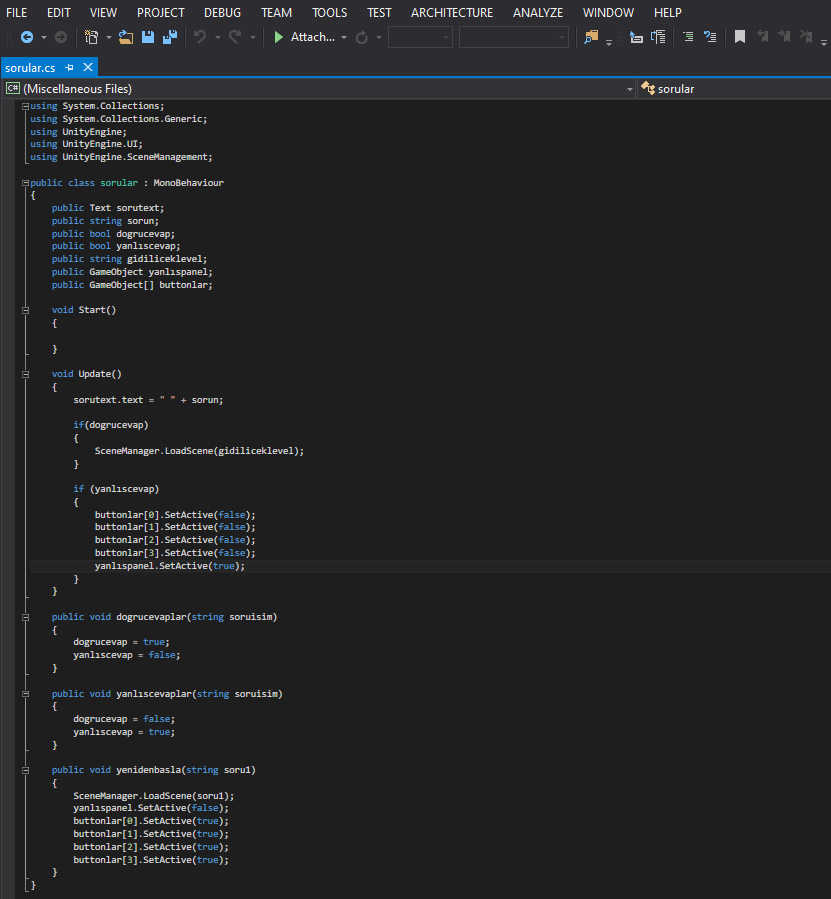 FILE EDIT VIEW PROJECT DEBUG TEAM TOOLS TEST ARCHITECTURE ANALYZE WINDOW HELP
Attach...
sorular.cs
C# (Miscellaneous Files) sorular
using System.Collections;
using System.Collections.Generic;
using UnityEngine;
using UnityEngine.UI;
using UnityEngine.SceneManagement;
public class sorular : MonoBehaviour
{
public Text sorutext;
public string sorun;
public bool dogrucevap;
public bool yanlıscevap;
public string gidiliceklevel;
public GameObject yanlıspanel;
public GameObject[] buttonlar;
void Start()
{
}
void Update()
{
sorutext.text = " " + sorun;
if(dogrucevap)
{
SceneManager.LoadScene(gidiliceklevel);
}
if (yanlıscevap)
{
buttonlar[0].SetActive(false);
buttonlar[1].SetActive(false);
buttonlar[2].SetActive(false);
buttonlar[3].SetActive(false);
yanlıspanel.SetActive(true);
}
}
public void dogrucevaplar(string soruisim)
{
dogrucevap = true;
yanlıscevap = false;
}
public void yanlıscevaplar(string soruisim)
{
dogrucevap = false;
yanlıscevap = true;
}
public void yenidenbasla(string soru1)
{
SceneManager.LoadScene(soru1);
yanlıspanel.SetActive(false);
buttonlar[0].SetActive(true);
buttonlar[1].SetActive(true);
buttonlar[2].SetActive(true);
buttonlar[3].SetActive(true);
}
}